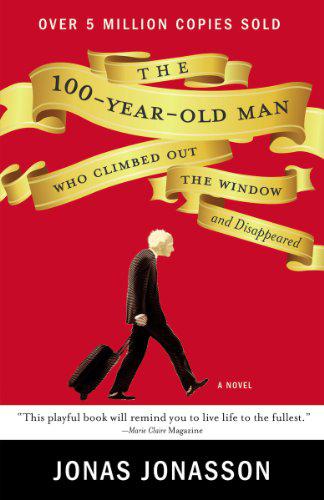 OVER 5 MILLION COPIES SOLD
THE
100-YEAR-OLD MAN
WHO CLIMBED OUT
THE WINDOW
and Disappeared
A NOVEL
“This playful book will remind you to live life to the fullest.”
—Marie Claire Magazine
JONAS JONASSON